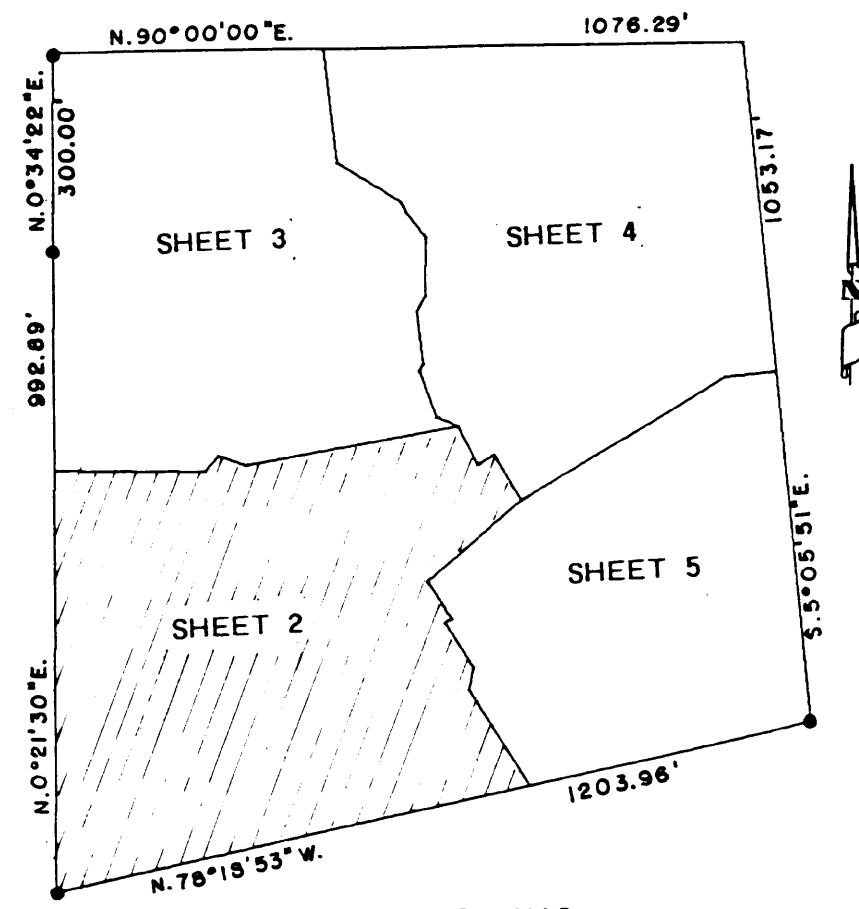 N.90°00'00"E.
1076.29'
N.0°34'22"E.
300.00'
1053.17'
SHEET 3
SHEET 4
N
992.89'
SHEET 5
S.5°05'51"E.
SHEET 2
N.0°21'30"E.
1203.96'
N.78°18'53"W.